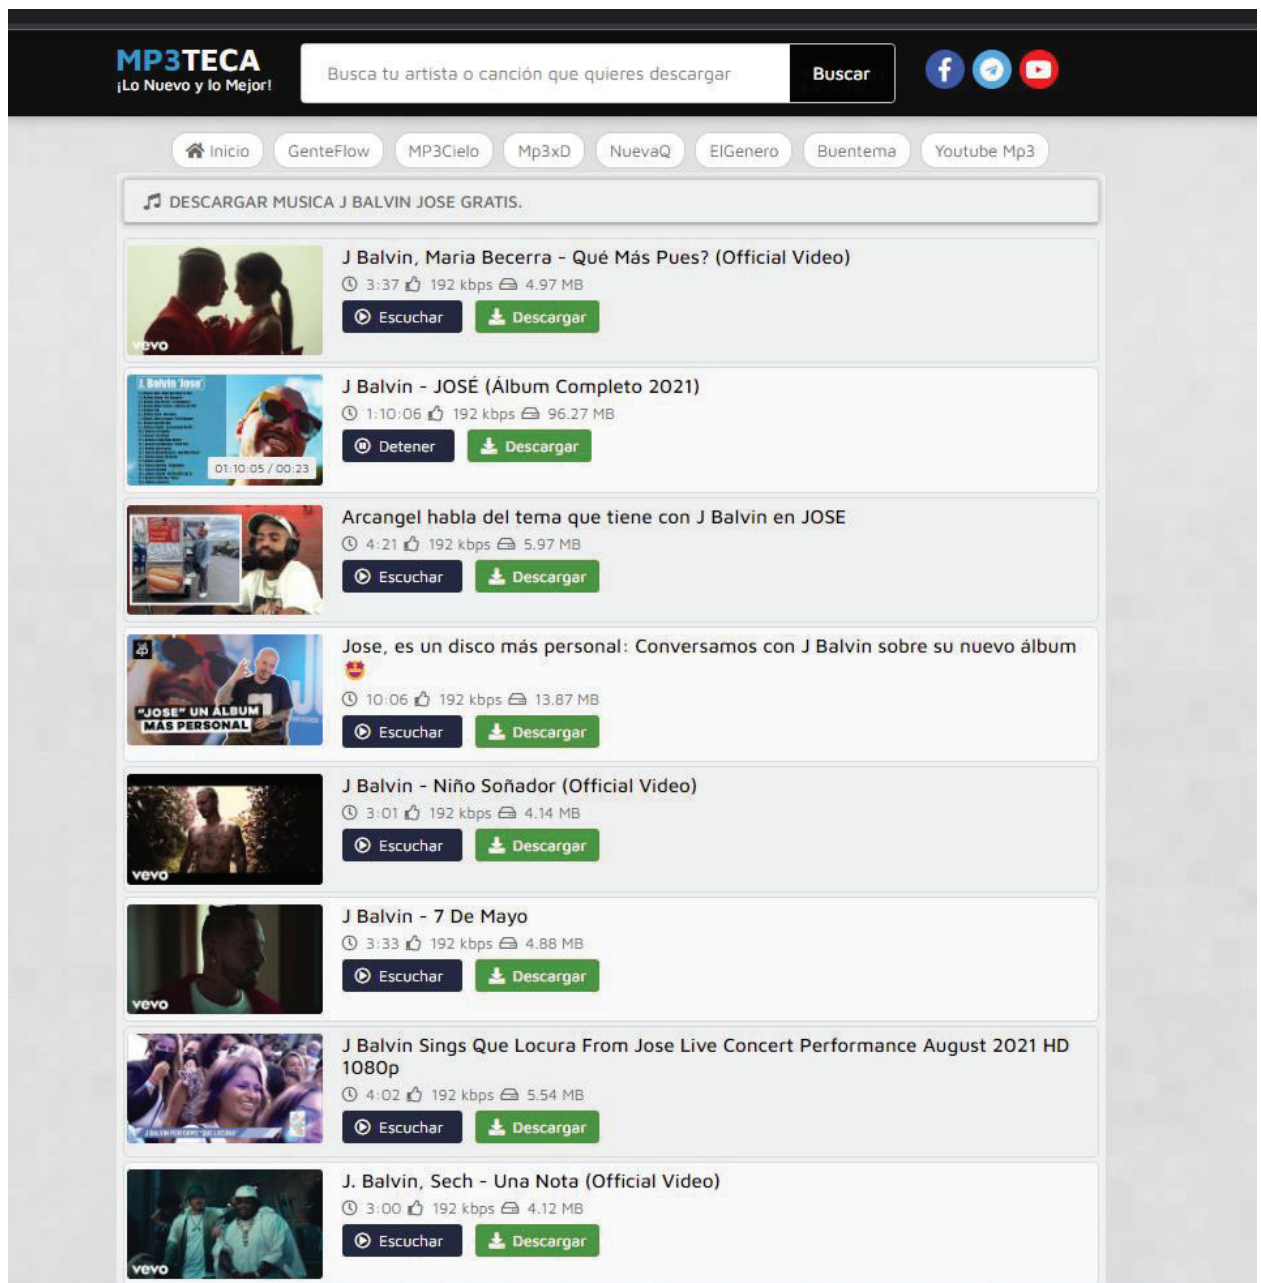 MP3TECA
¡Lo Nuevo y lo Mejor!
Busca tu artista o canción que quieres descargar
Buscar
Inicio
GenteFlow
MP3Cielo
Mp3xD
NuevaQ
ElGenero
Buentema
Youtube Mp3
DESCARGAR MUSICA J BALVIN JOSE GRATIS.
vevo
J Balvin, Maria Becerra - Qué Más Pues? (Official Video)
3:37 192 kbps 4.97 MB
Escuchar Descargar
J. Balvin 'Jose'
01:10:05 / 00:23
J Balvin - JOSÉ (Álbum Completo 2021)
1:10:06 192 kbps 96.27 MB
Detener Descargar
Arcangel habla del tema que tiene con J Balvin en JOSE
4:21 192 kbps 5.97 MB
Escuchar Descargar
"JOSE" UN ÁLBUM
MÁS PERSONAL
Jose, es un disco más personal: Conversamos con J Balvin sobre su nuevo álbum
🤩
10:06 192 kbps 13.87 MB
Escuchar Descargar
vevo
J Balvin - Niño Soñador (Official Video)
3:01 192 kbps 4.14 MB
Escuchar Descargar
vevo
J Balvin - 7 De Mayo
3:33 192 kbps 4.88 MB
Escuchar Descargar
J Balvin Sings Que Locura From Jose Live Concert Performance August 2021 HD
1080p
4:02 192 kbps 5.54 MB
Escuchar Descargar
vevo
J. Balvin, Sech - Una Nota (Official Video)
3:00 192 kbps 4.12 MB
Escuchar Descargar